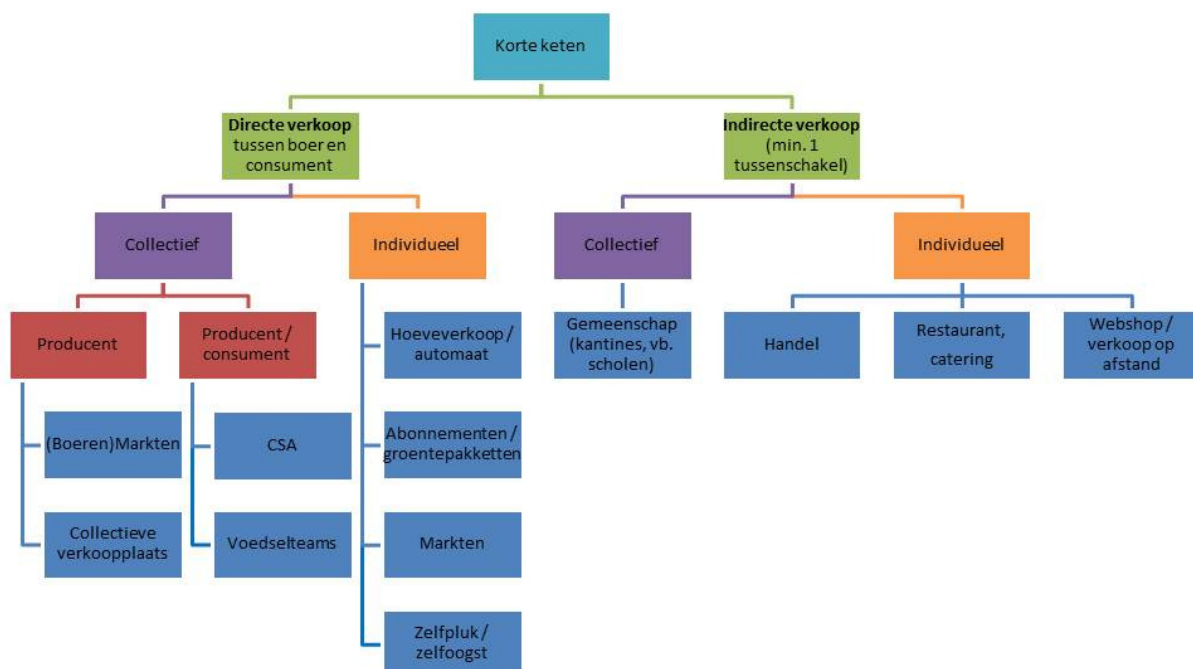 Korte keten
Directe verkoop
tussen boer en
consument
Indirecte verkoop
(min. 1
tussenschakel)
Collectief
Individueel
Collectief
Individueel
Producent
Producent /
consument
Hoeveverkoop /
automaat
Gemeenschap
(kantines, vb.
scholen)
Handel
Restaurant,
catering
Webshop /
verkoop op
afstand
(Boeren)Markten
CSA
Abonnementen /
groentepakketten
Collectieve
verkoopplaats
Voedselteams
Markten
Zelfpluk /
zelfoogst